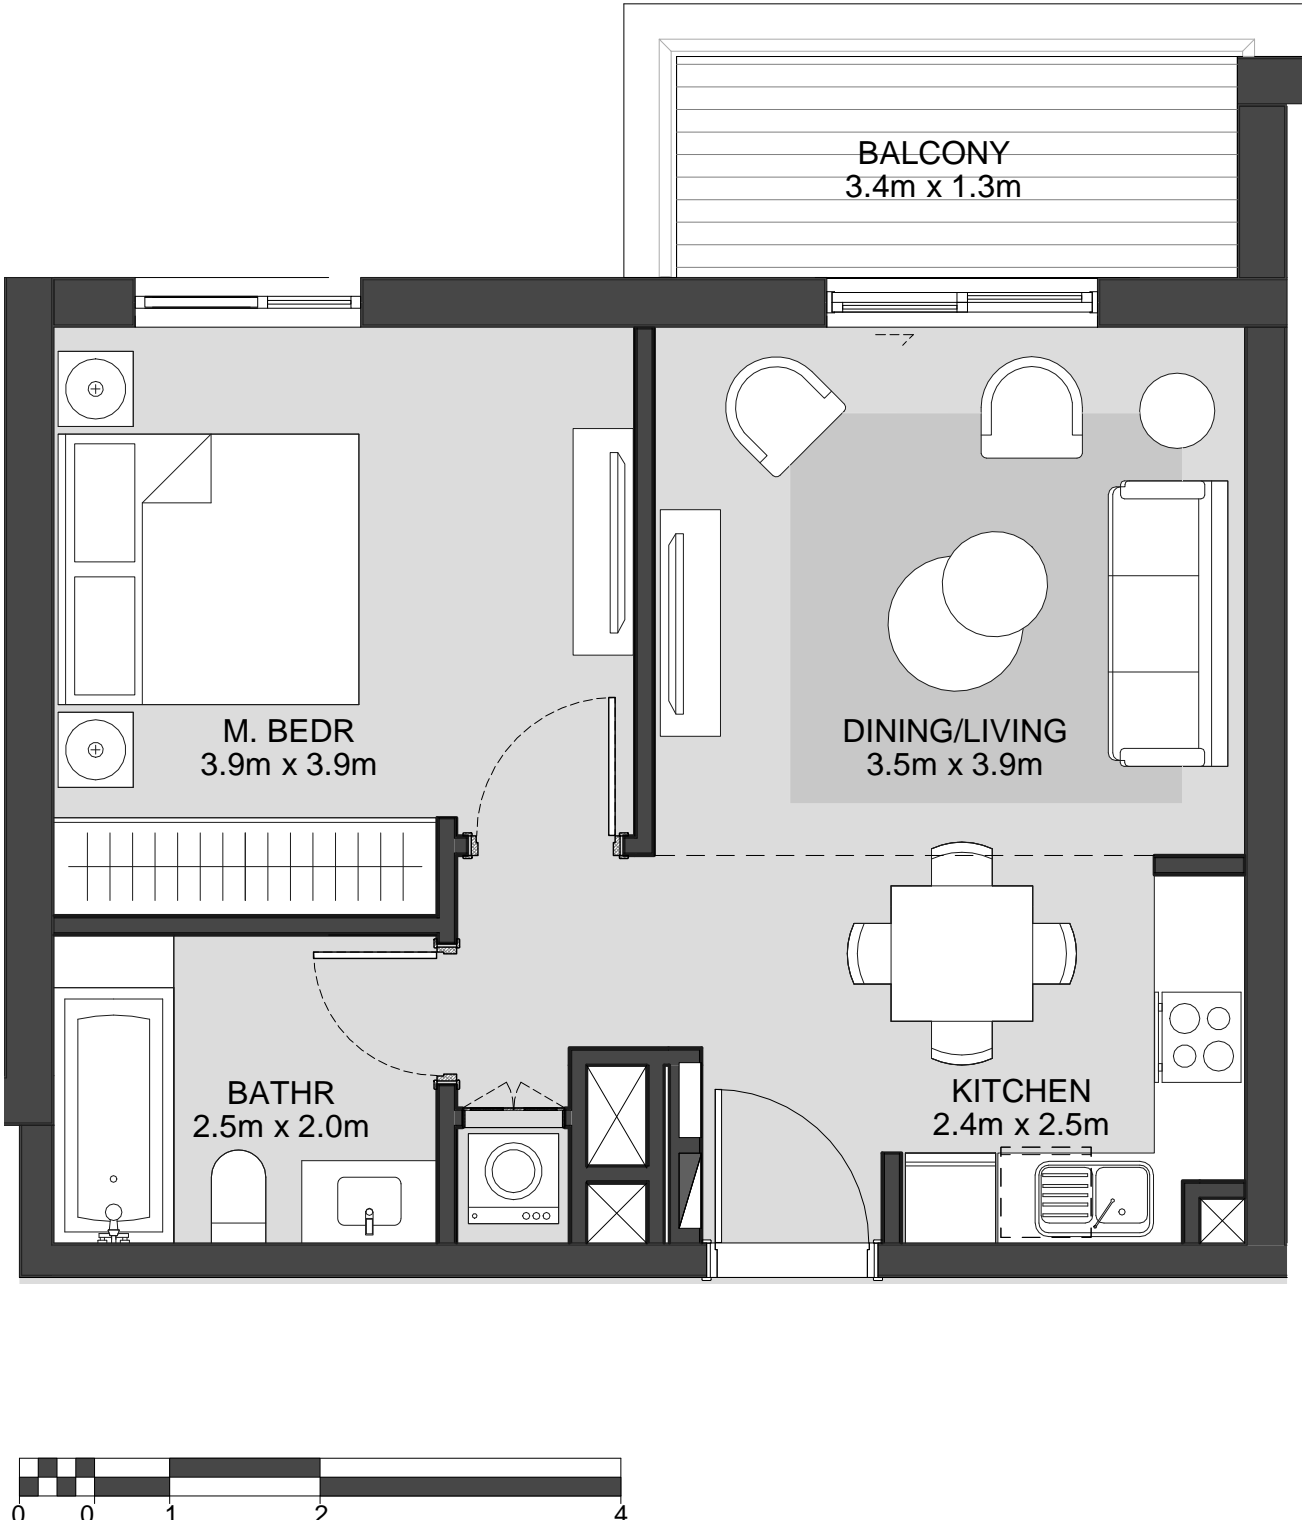 BALCONY
3.4m x 1.3m
M. BEDR
3.9m x 3.9m
DINING/LIVING
3.5m x 3.9m
BATHR
2.5m x 2.0m
KITCHEN
2.4m x 2.5m
0 0 1 2 4